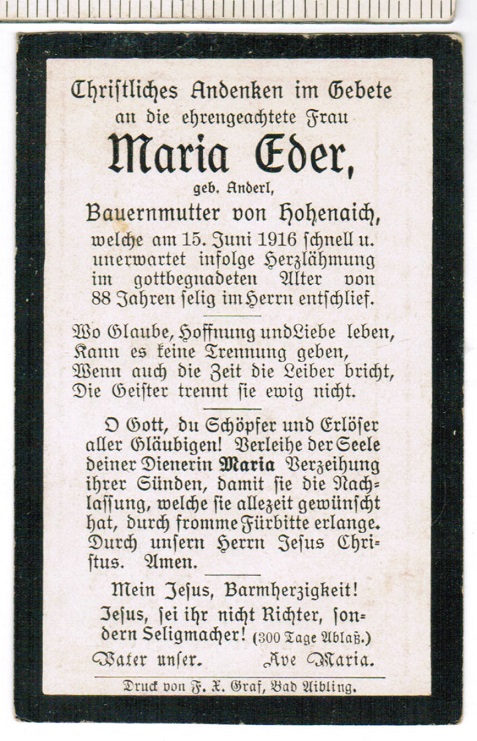 Christliches Andenken im Gebete
an die ehrengeachtete Frau
Maria Eder,
geb. Anderl,
Bauernmutter von Hohenaich,
welche am 15. Juni 1916 schnell u.
unerwartet infolge Herzlähmung
im gottbegnadeten Alter von
88 Jahren selig im Herrn entschlief.
Wo Glaube, Hoffnung und Liebe leben,
Kann es keine Trennung geben,
Wenn auch die Zeit die Leiber bricht,
Die Geister trennt sie ewig nicht.
O Gott, du Schöpfer und Erlöser
aller Gläubigen! Verleihe der Seele
deiner Dienerin Maria Verzeihung
ihrer Sünden, damit sie die Nach-
lassung, welche sie allezeit gewünscht
hat, durch fromme Fürbitte erlange.
Durch unsern Herrn Jesus Chri-
stus. Amen.
Mein Jesus, Barmherzigkeit!
Jesus, sei ihr nicht Richter, son-
dern Seligmacher! (300 Tage Ablaß.)
Vater unser. Ave Maria.
Druck von F. X. Graf, Bad Aibling.